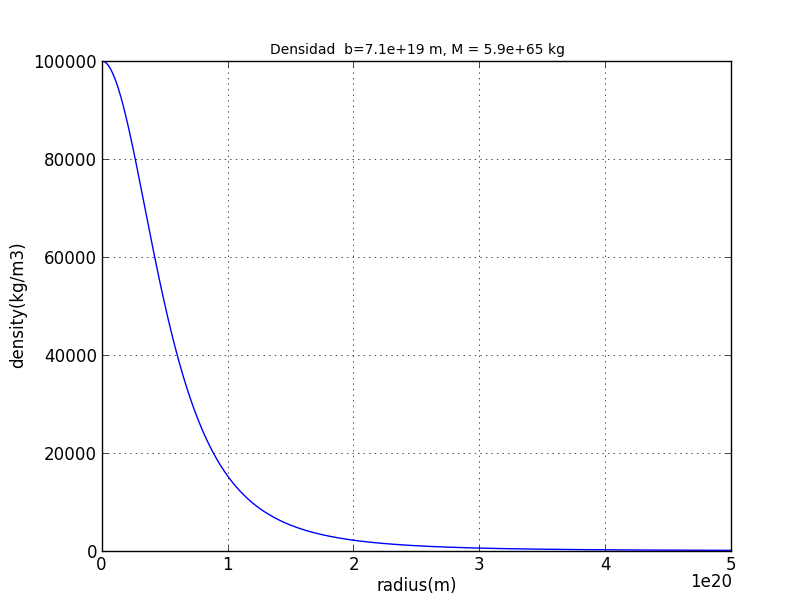 Densidad  b=7.1e+19 m, M = 5.9e+65 kg
100000
80000
60000
40000
20000
0
density(kg/m3)
0 1 2 3 4 5
1e20
radius(m)